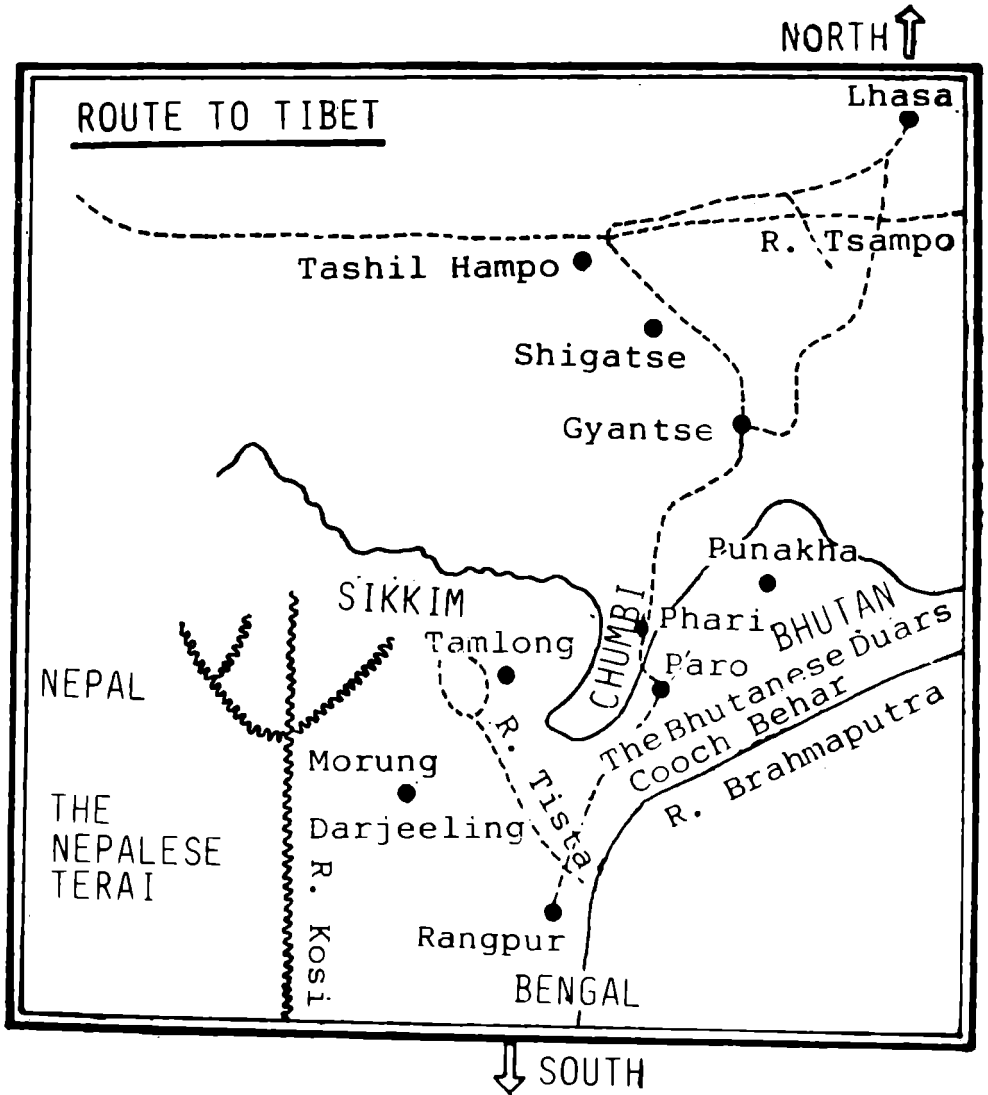 NORTH
ROUTE TO TIBET
Lhasa
R. Tsampo
Tashil Hampo
Shigatse
Gyantse
Punakha
SIKKIM
CHUMBI
Phari
BHUTAN
Tamlong
Paro
NEPAL
The Bhutanese Duars
Cooch Behar
R. Brahmaputra
R. Tista
Morung
Darjeeling
THE
NEPALESE
TERAI
R. Kosi
Rangpur
BENGAL
SOUTH